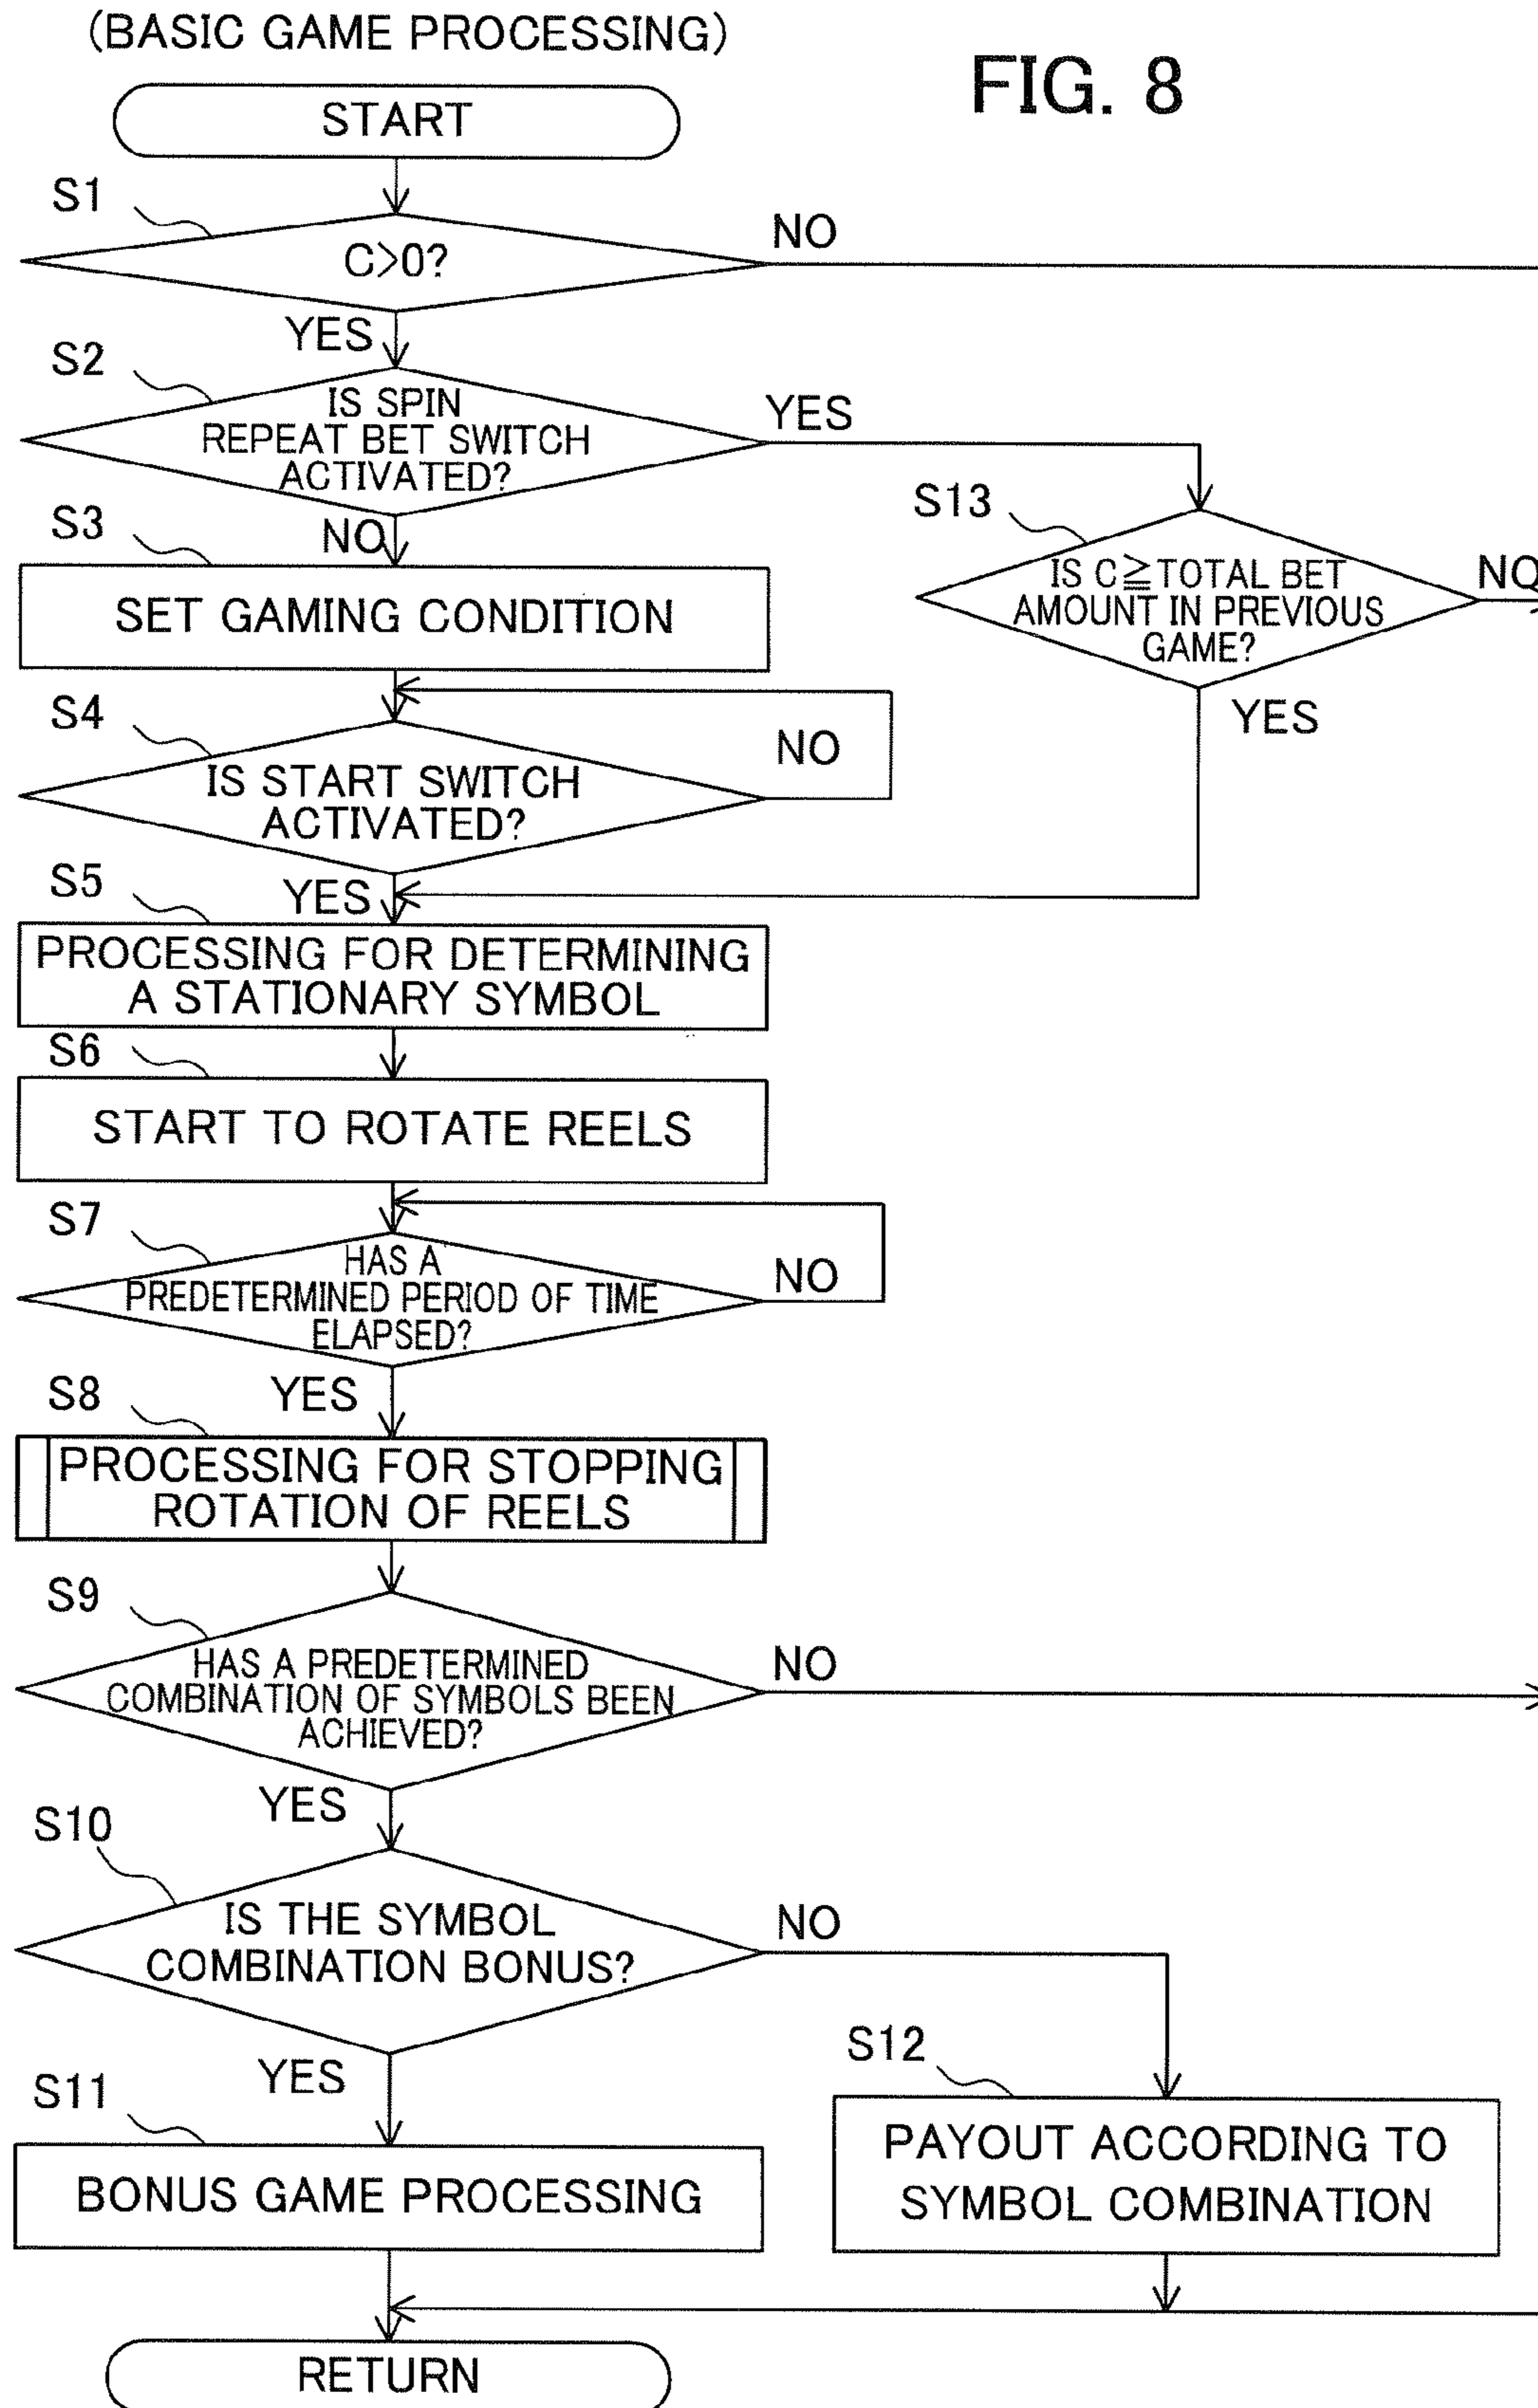 (BASIC GAME PROCESSING)
FIG. 8
START
S1
C>0?
NO
YES
S2
IS SPIN
REPEAT BET SWITCH
ACTIVATED?
YES
NO
S13
IS C≧TOTAL BET
AMOUNT IN PREVIOUS
GAME?
NO
YES
S3
SET GAMING CONDITION
S4
IS START SWITCH
ACTIVATED?
NO
YES
S5
PROCESSING FOR DETERMINING
A STATIONARY SYMBOL
S6
START TO ROTATE REELS
S7
HAS A
PREDETERMINED PERIOD OF TIME
ELAPSED?
NO
YES
S8
PROCESSING FOR STOPPING
ROTATION OF REELS
S9
HAS A PREDETERMINED
COMBINATION OF SYMBOLS BEEN
ACHIEVED?
NO
YES
S10
IS THE SYMBOL
COMBINATION BONUS?
NO
YES
S11
BONUS GAME PROCESSING
S12
PAYOUT ACCORDING TO
SYMBOL COMBINATION
RETURN